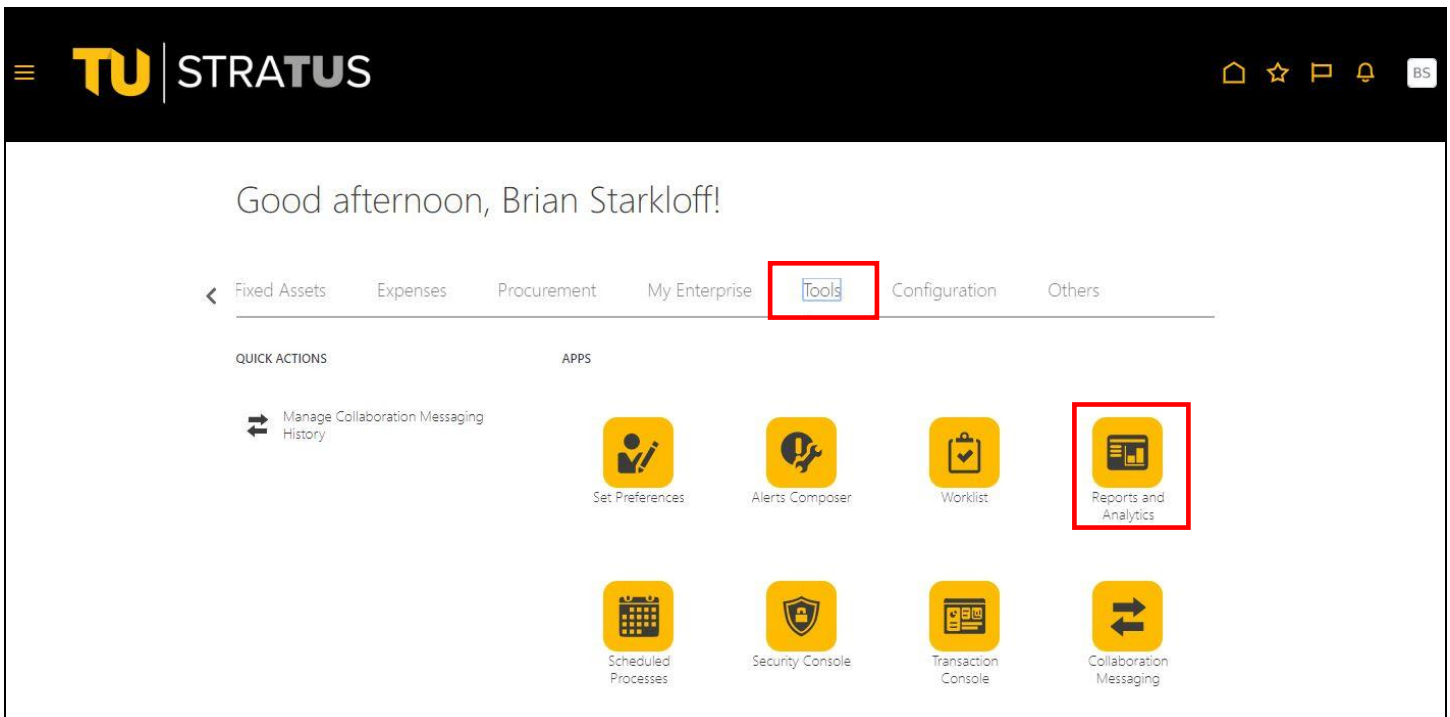 TU STRATUS
BS
Good afternoon, Brian Starkloff!
Fixed Assets Expenses Procurement My Enterprise Tools Configuration Others
QUICK ACTIONS
APPS
Manage Collaboration Messaging
History
Set Preferences
Alerts Composer
Worklist
Reports and
Analytics
Scheduled
Processes
Security Console
Transaction
Console
Collaboration
Messaging